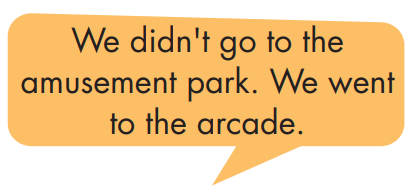 We didn't go to the
amusement park. We went
to the arcade.